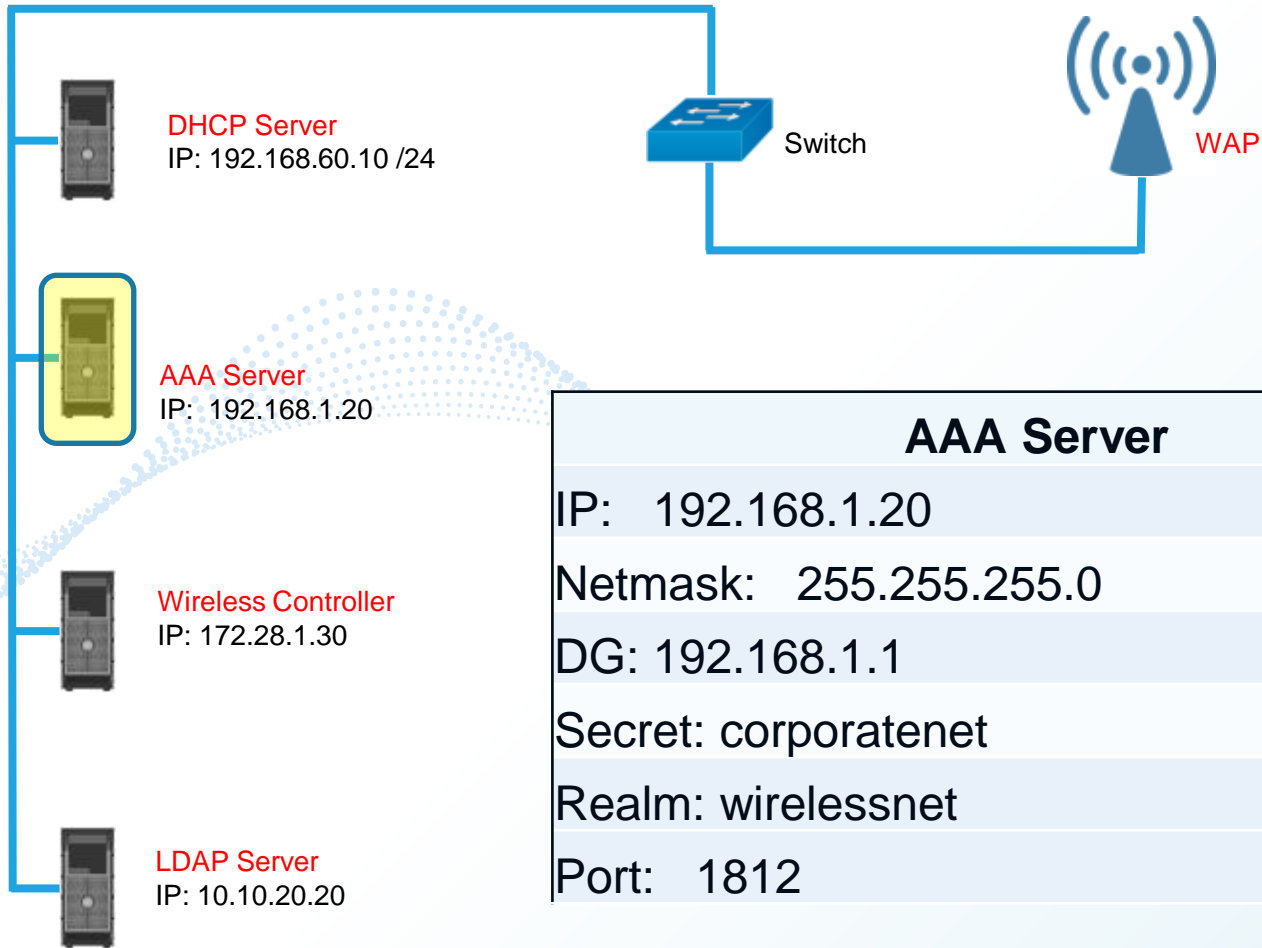 DHCP Server
IP: 192.168.60.10 /24
Switch
WAP
AAA Server
IP: 192.168.1.20
Wireless Controller
IP: 172.28.1.30
LDAP Server
IP: 10.10.20.20
AAA Server
IP: 192.168.1.20
Netmask: 255.255.255.0
DG: 192.168.1.1
Secret: corporatenet
Realm: wirelessnet
Port: 1812